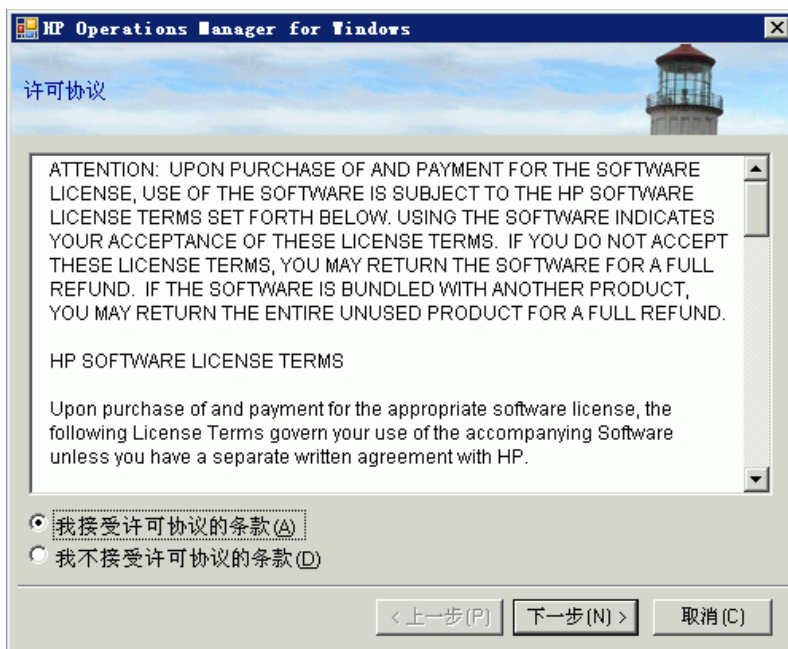 HP Operations Manager for Windows
许可协议
ATTENTION: UPON PURCHASE OF AND PAYMENT FOR THE SOFTWARE
LICENSE, USE OF THE SOFTWARE IS SUBJECT TO THE HP SOFTWARE
LICENSE TERMS SET FORTH BELOW. USING THE SOFTWARE INDICATES
YOUR ACCEPTANCE OF THESE LICENSE TERMS. IF YOU DO NOT ACCEPT
THESE LICENSE TERMS, YOU MAY RETURN THE SOFTWARE FOR A FULL
REFUND. IF THE SOFTWARE IS BUNDLED WITH ANOTHER PRODUCT,
YOU MAY RETURN THE ENTIRE UNUSED PRODUCT FOR A FULL REFUND.
HP SOFTWARE LICENSE TERMS
Upon purchase of and payment for the appropriate software license, the
following License Terms govern your use of the accompanying Software
unless you have a separate written agreement with HP.
我接受许可协议的条款(A)
我不接受许可协议的条款(D)
< 上一步(P) 下一步(N) > 取消(C)